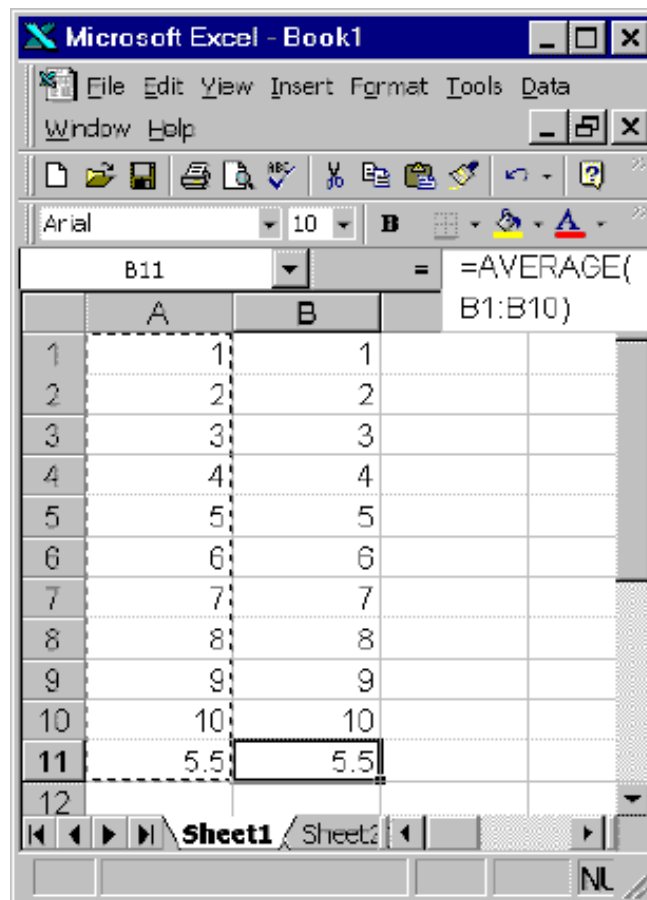 Microsoft Excel - Book1
File Edit View Insert Format Tools Data
Window Help
ABC
Arial 10 B A
B11 = =AVERAGE(
B1:B10)
A B
1 1 1
2 2 2
3 3 3
4 4 4
5 5 5
6 6 6
7 7 7
8 8 8
9 9 9
10 10 10
11 5.5 5.5
12
Sheet1 Sheet2
NU